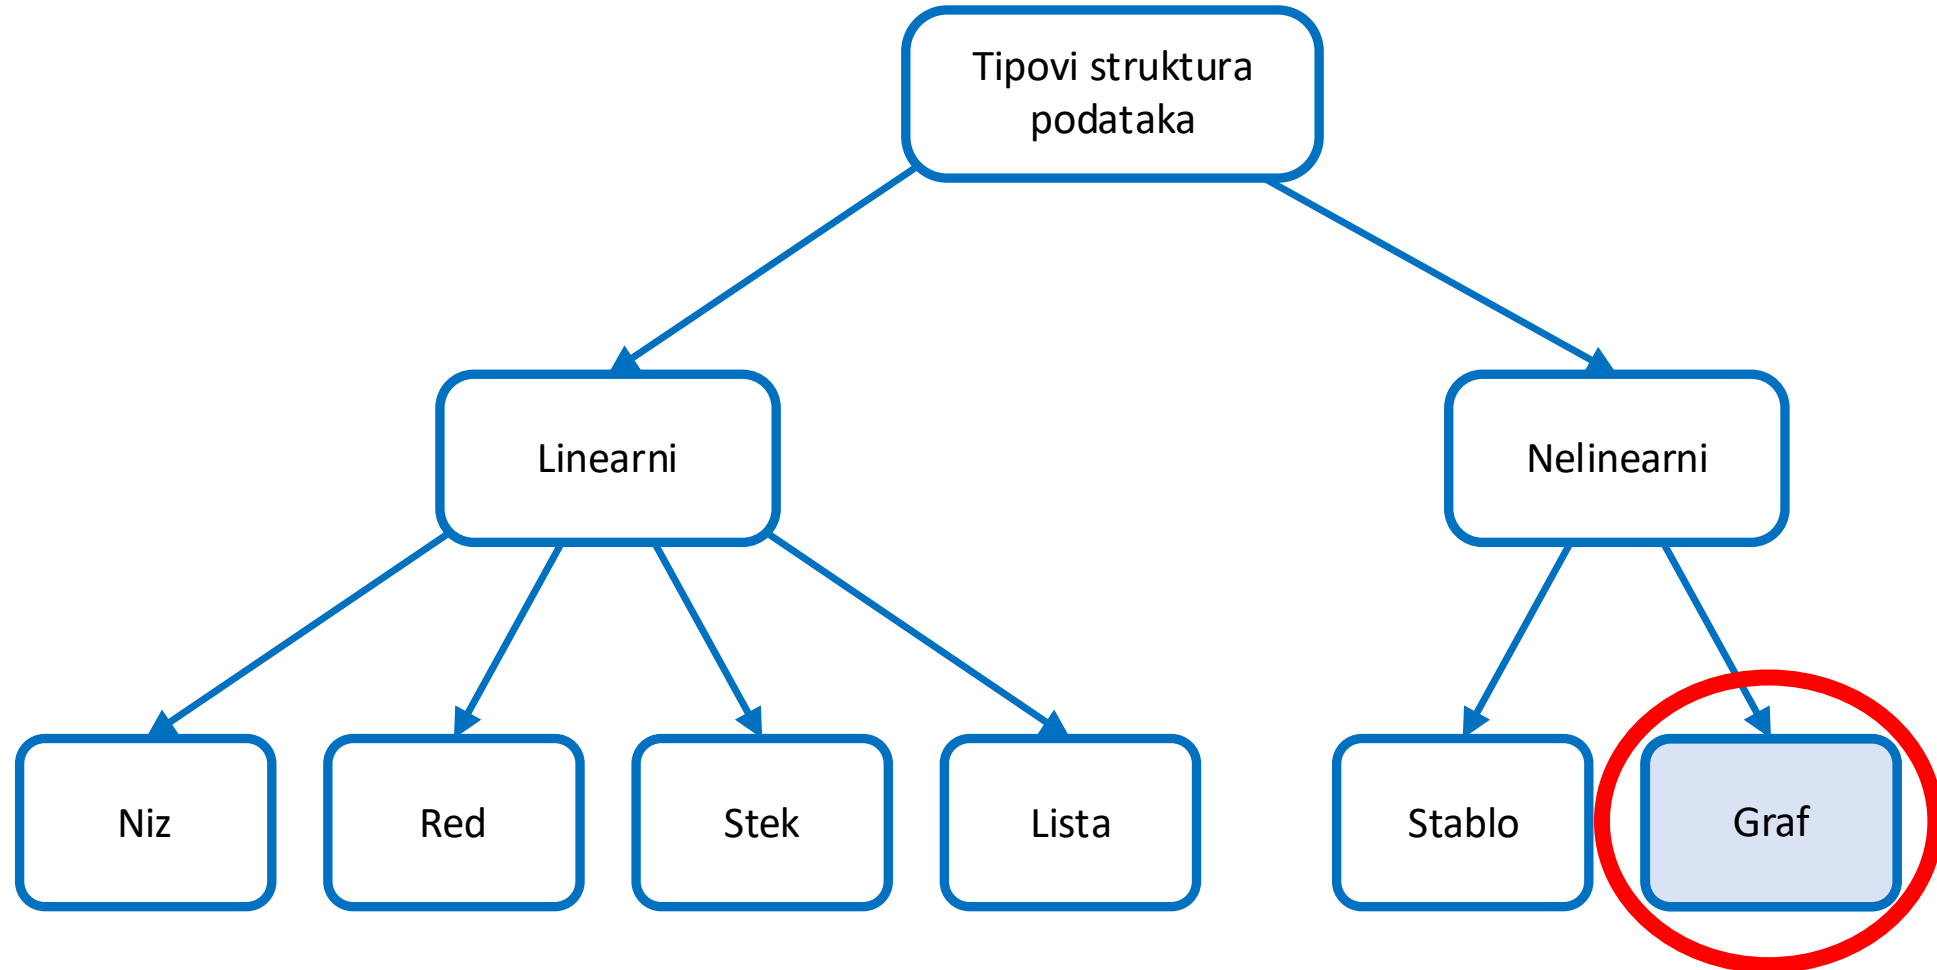 Tipovi struktura
podataka
Linearni
Nelinearni
Niz
Red
Stek
Lista
Stablo
Graf